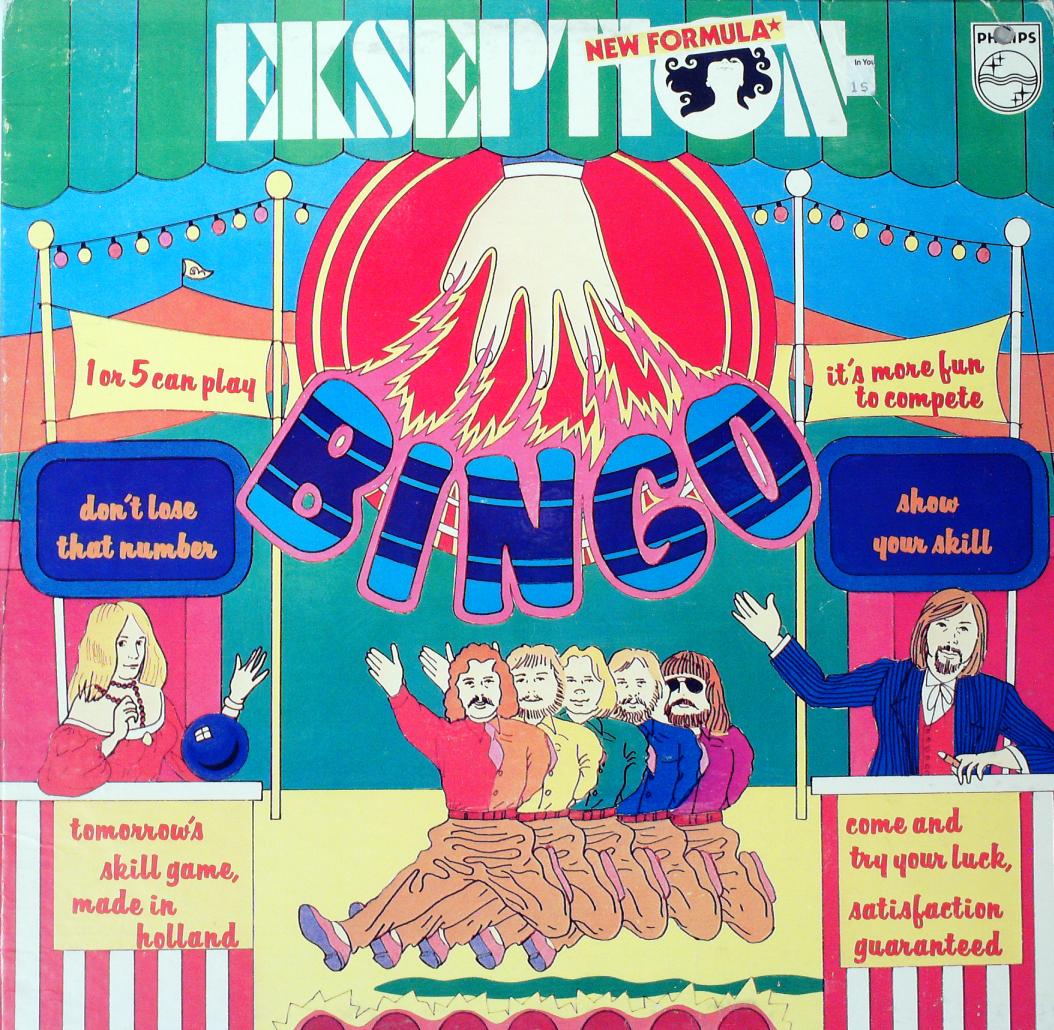 EKSEPTION
NEW FORMULA
PHILIPS
In You
1S
1 or 5 can play
it's more fun
to compete
don't lose
that number
BINGO
show
your skill
tomorrow's
skill game,
made in
holland
come and
try your luck,
satisfaction
guaranteed